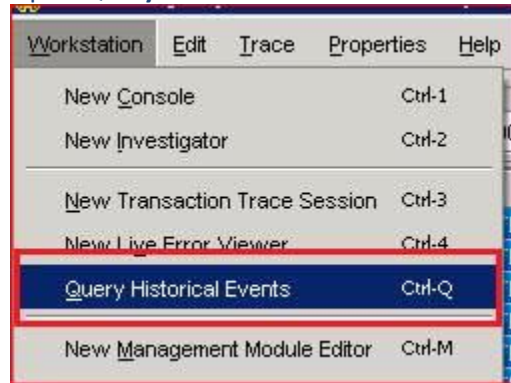 Workstation Edit Trace Properties Help
New Console Ctrl-1
New Investigator Ctrl-2
New Transaction Trace Session Ctrl-3
New Live Error Viewer Ctrl-4
Query Historical Events Ctrl-Q
New Management Module Editor Ctrl-M